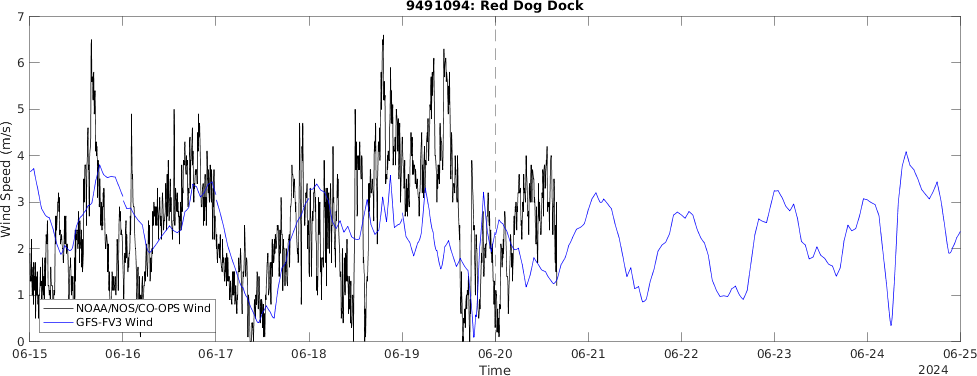 9491094: Red Dog Dock
Wind Speed (m/s)
7
6
5
4
3
2
1
0
NOAA/NOS/CO-OPS Wind
GFS-FV3 Wind
06-15 06-16 06-17 06-18 06-19 06-20 06-21 06-22 06-23 06-24 06-25
Time
2024